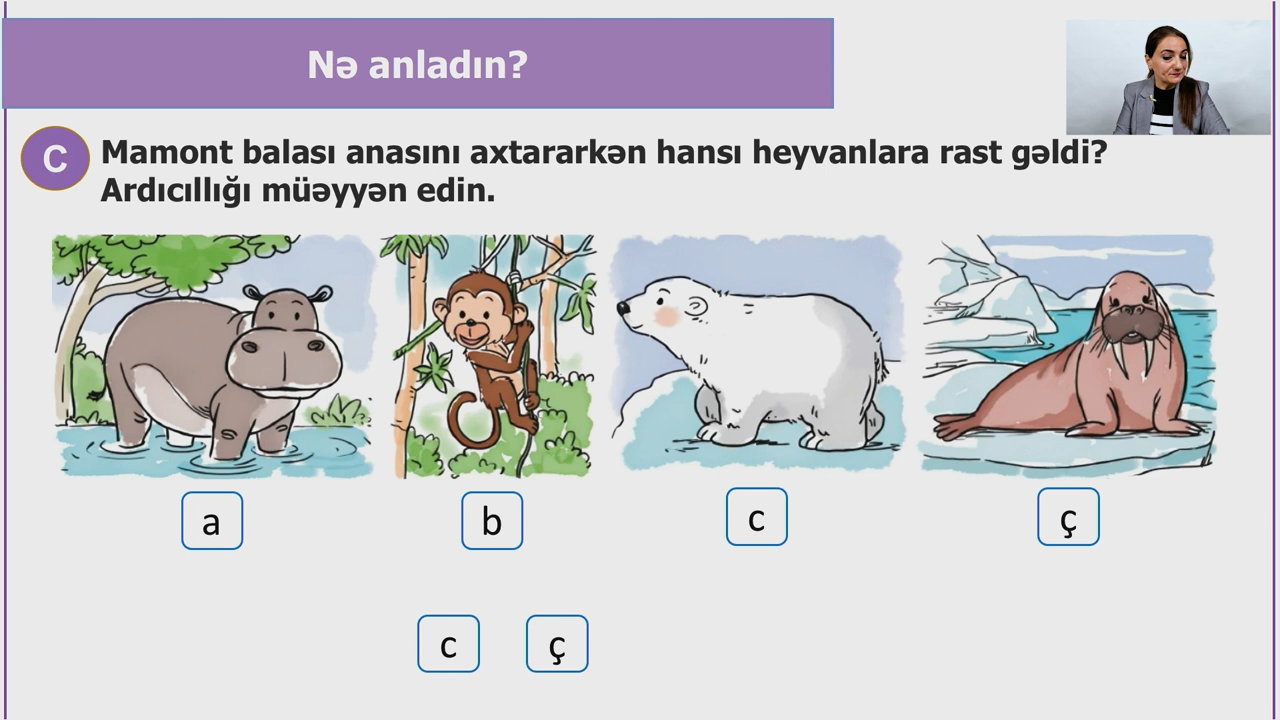 Nə anladın?
C
Mamont balası anasını axtararkən hansı heyvanlara rast gəldi?
Ardıcıllığı müəyyən edin.
a b c ç
c ç